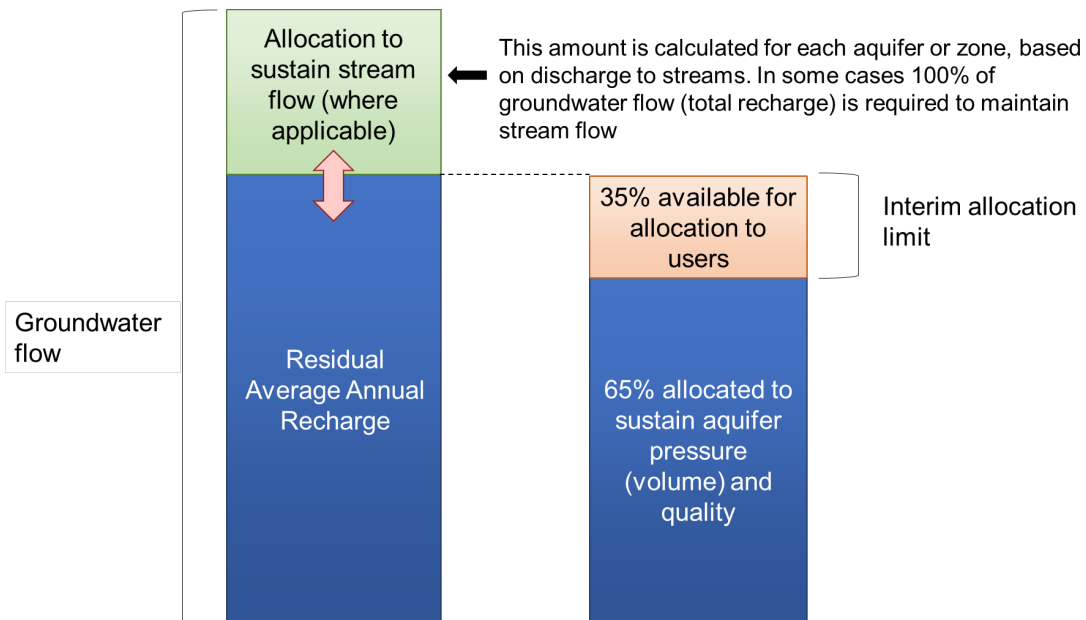 Allocation to
sustain stream
flow (where
applicable)
This amount is calculated for each aquifer or zone, based
on discharge to streams. In some cases 100% of
groundwater flow (total recharge) is required to maintain
stream flow
35% available for
allocation to
users
Interim allocation
limit
Groundwater
flow
Residual
Average Annual
Recharge
65% allocated to
sustain aquifer
pressure
(volume) and
quality